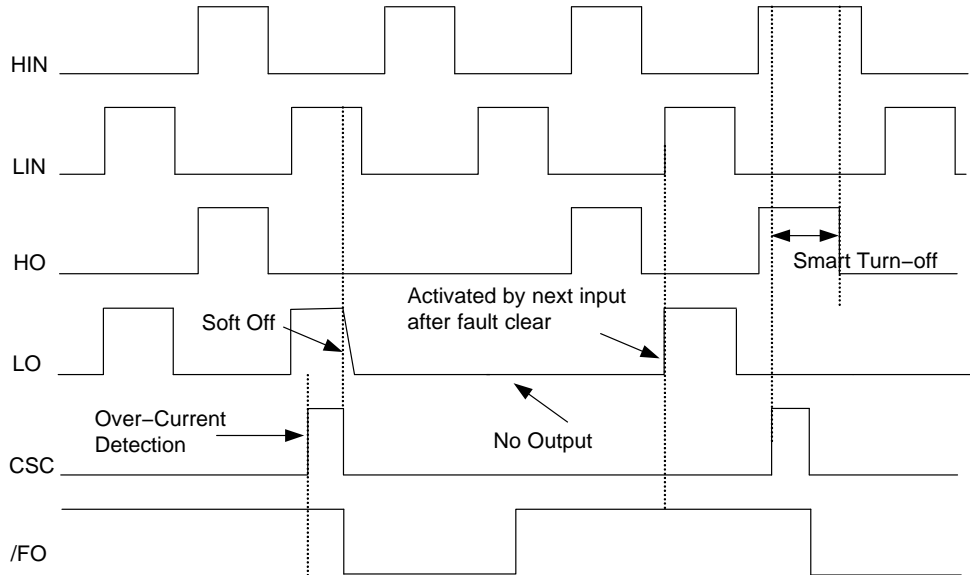 HIN
LIN
HO
Smart Turn−off
Activated by next input
after fault clear
Soft Off
LO
Over−Current
Detection
No Output
CSC
/FO